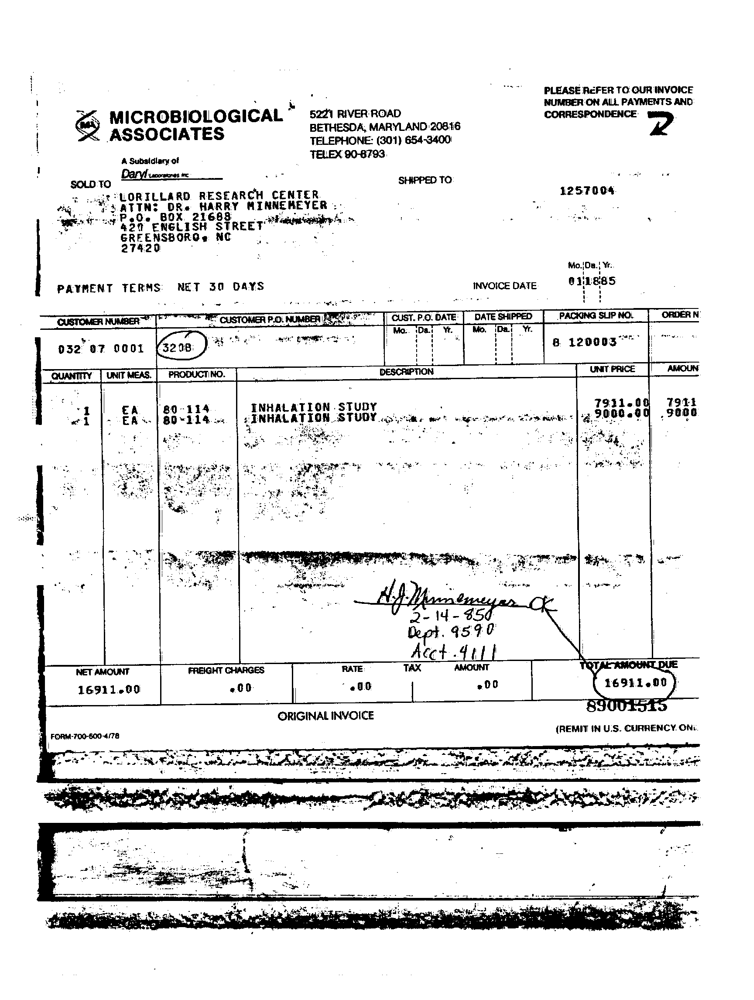 PLEASE REFER TO OUR INVOICE
NUMBER ON ALL PAYMENTS AND
CORRESPONDENCE
MICROBIOLOGICAL
ASSOCIATES
A Subsidiary of
Daryl Laboratories Inc
5221 RIVER ROAD
BETHESDA, MARYLAND 20816
TELEPHONE: (301) 654-3400
TELEX 90-8793
SOLD TO
SHIPPED TO
LORILLARD RESEARCH CENTER
ATTN: DR. HARRY MINNEMEYER
P.O. BOX 21688
420 ENGLISH STREET
GREENSBORO, NC
27420
1257004
PAYMENT TERMS NET 30 DAYS
INVOICE DATE
Mo. Da. Yr.
011885
CUSTOMER NUMBER CUSTOMER P.O. NUMBER CUST. P.O. DATE DATE SHIPPED PACKING SLIP NO. ORDER N
Mo. Da. Yr. Mo. Da. Yr.
032 07 0001 3208 8 120003
QUANTITY UNIT MEAS. PRODUCT NO. DESCRIPTION UNIT PRICE AMOUN
1 EA 80-114 INHALATION STUDY 7911.00 7911
1 EA 80-114 INHALATION STUDY 9000.00 9000
H.J. Minnemeyer OK
2-14-85
Dept. 9590
Acct. 4111
NET AMOUNT FREIGHT CHARGES RATE TAX AMOUNT TOTAL AMOUNT DUE
16911.00 .00 .00 .00 16911.00
89001515
ORIGINAL INVOICE
(REMIT IN U.S. CURRENCY ON
FORM-700-600-4/78